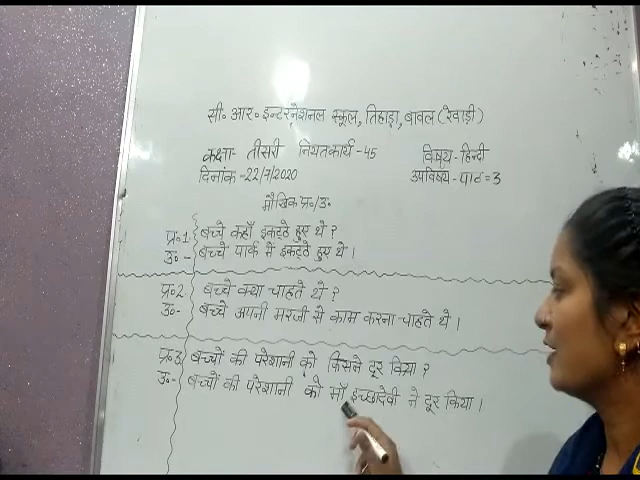 सी० आर० इन्टरनेशनल स्कूल, तिहाड़ा, बावल (रेवाड़ी)
कक्षा- तीसरी नियतकार्य -45 विषय - हिन्दी
दिनांक -22/7/2020 उपविषय - पाठ = 3
मौखिक प्र०/उ०
प्र०1 बच्चे कहाँ इकट्ठे हुए थे ?
उ० - बच्चे पार्क में इकट्ठे हुए थे ।
प्र०2 बच्चे क्या चाहते थे ?
उ०- बच्चे अपनी मरजी से काम करना चाहते थे ।
प्र०3 बच्चों की परेशानी को किसने दूर किया ?
उ०- बच्चों की परेशानी को माँ इच्छादेवी ने दूर किया ।